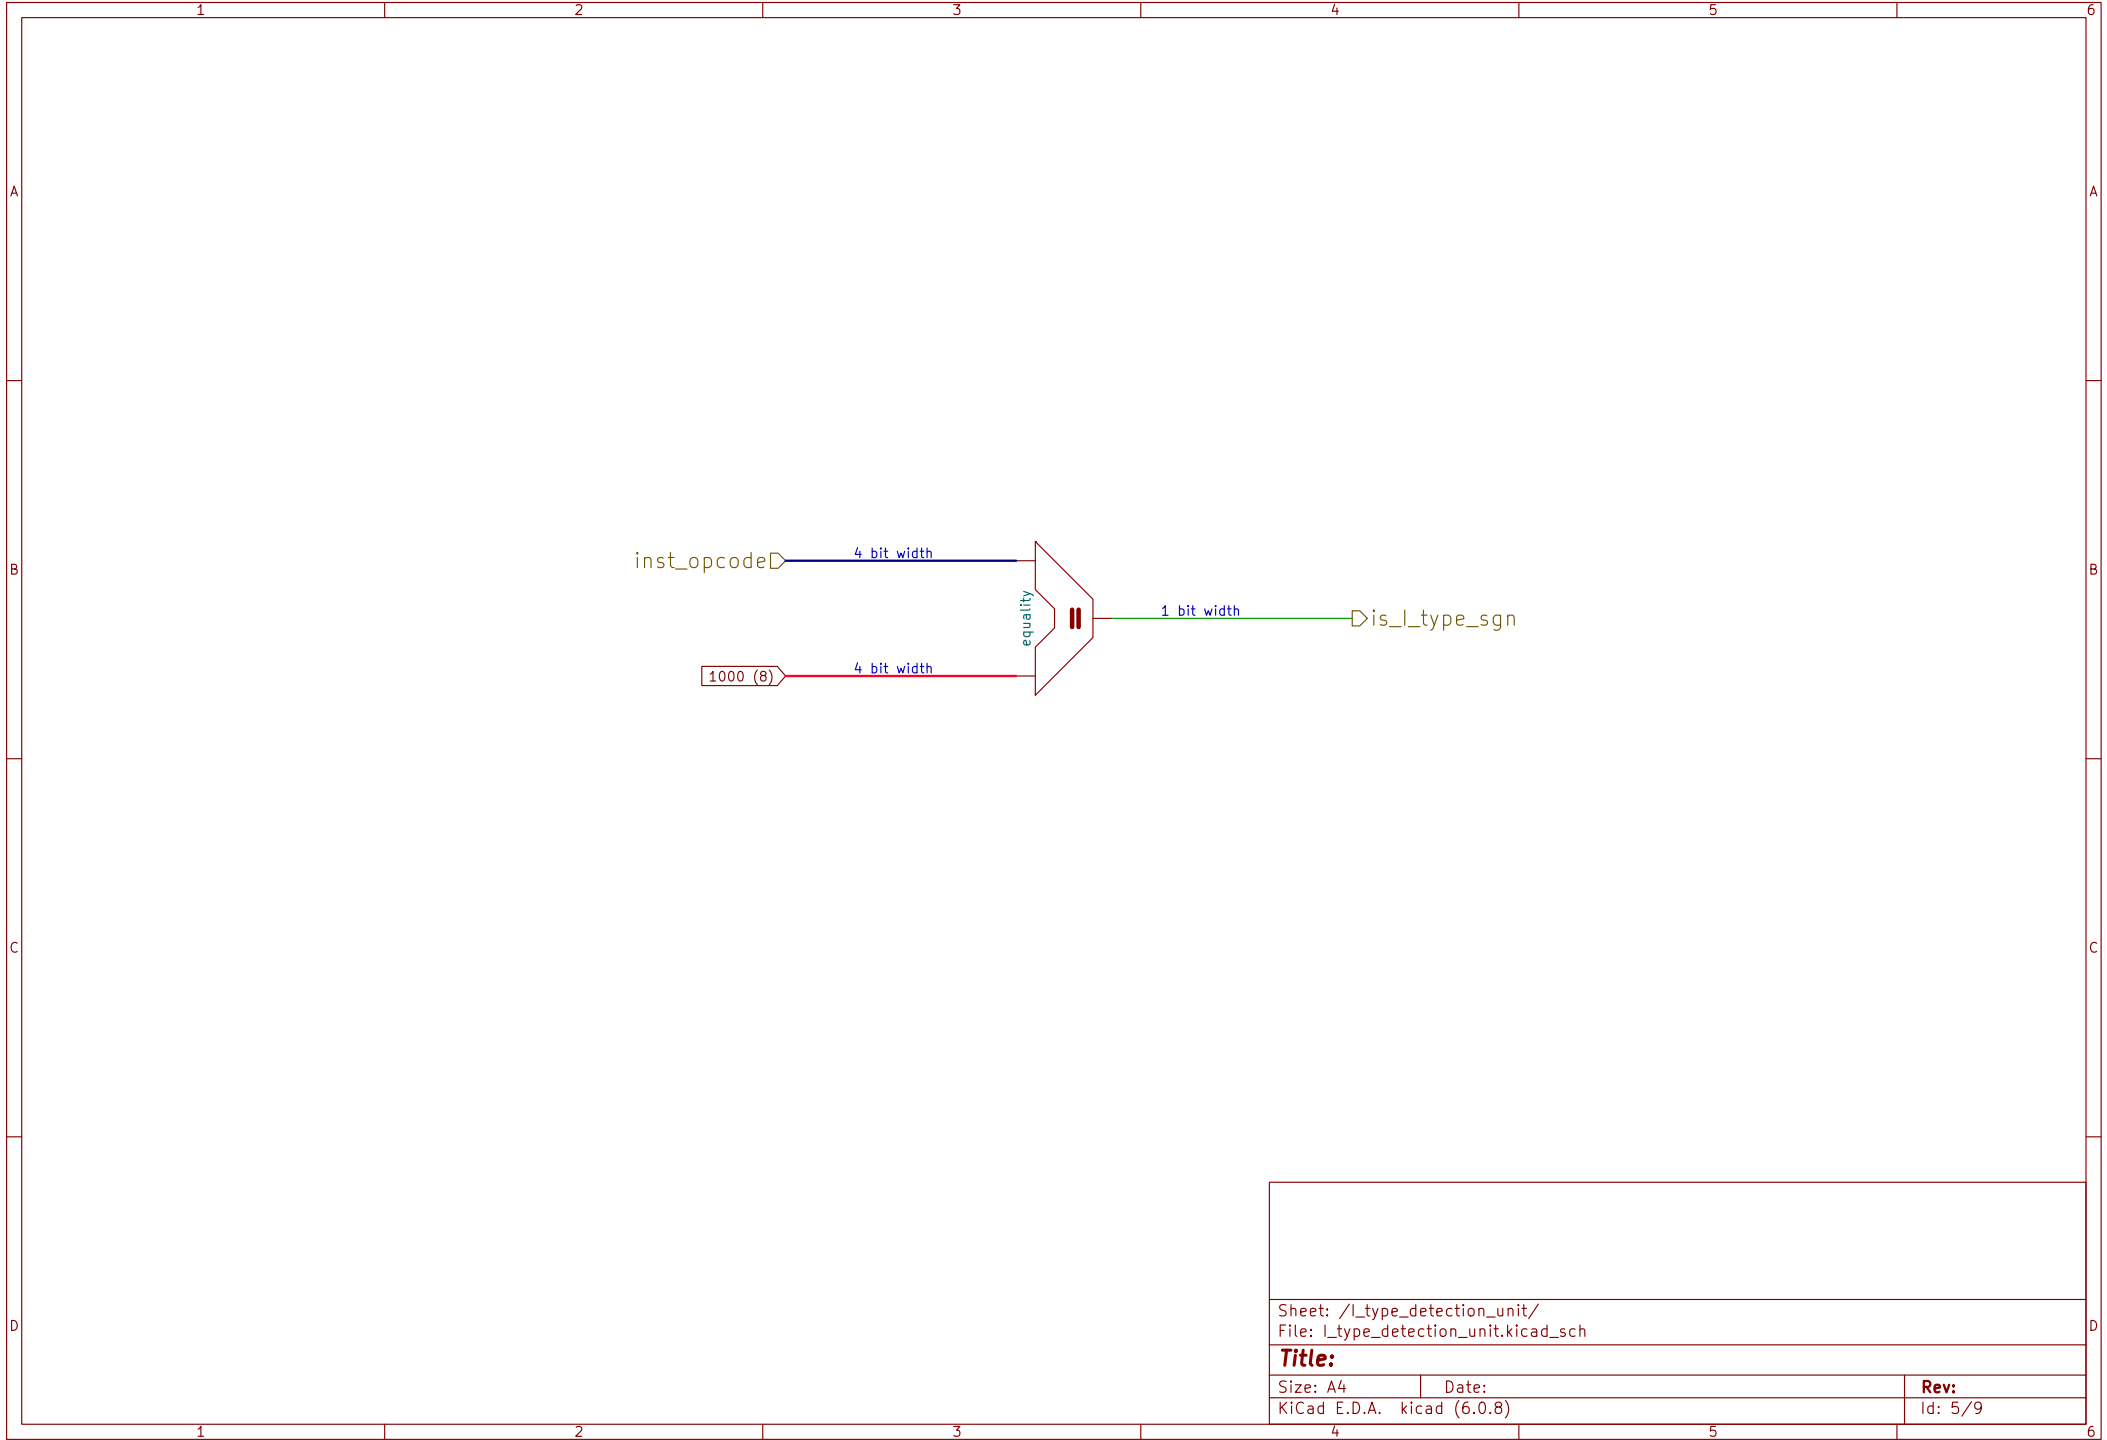 1 2 3 4 5 6
A A
inst_opcode 4 bit width
B B
equality =
1 bit width is_I_type_sgn
1000 (8) 4 bit width
C C
Sheet: /I_type_detection_unit/
D D
File: I_type_detection_unit.kicad_sch
Title:
Size: A4 Date: Rev:
KiCad E.D.A. kicad (6.0.8) Id: 5/9
1 2 3 4 5 6